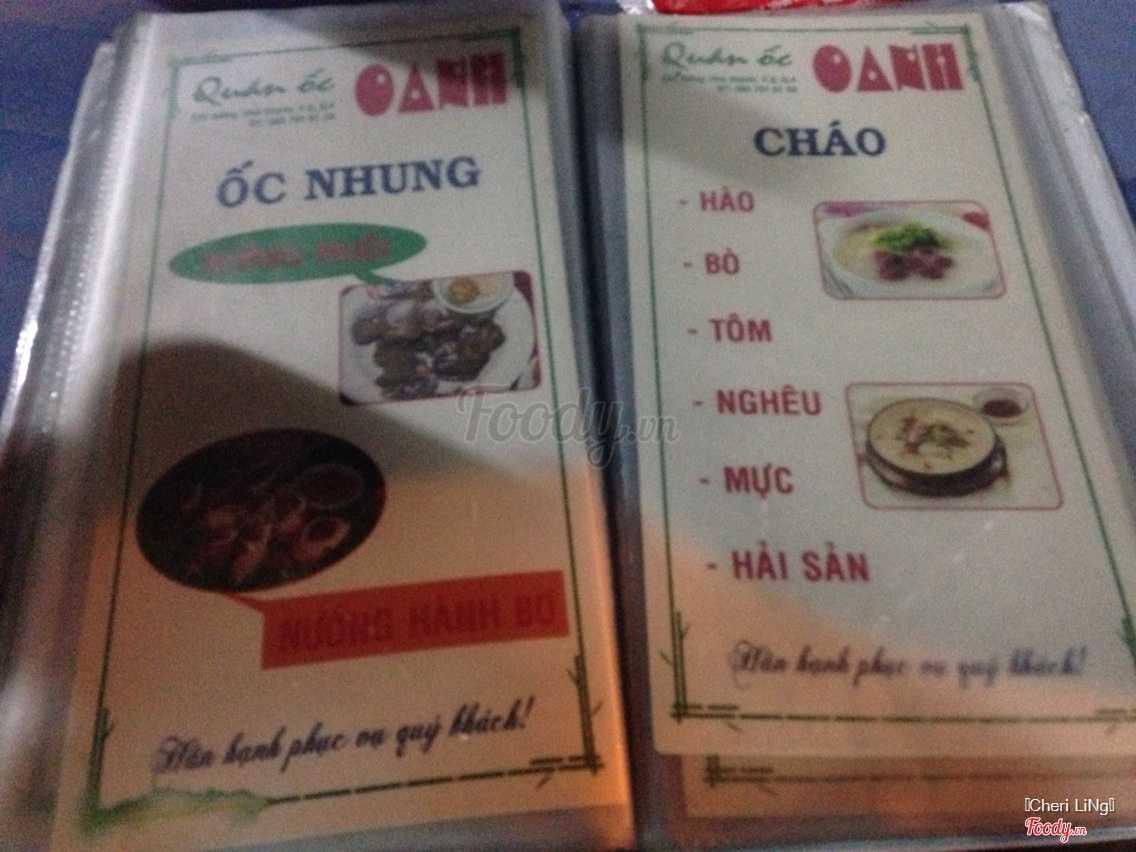 Quán ốc OANH
ỐC NHUNG
NƯỚNG HÀNH BO
Hân hạnh phục vụ quý khách!
Quán ốc OANH
CHÁO
- HÀO
- BÒ
- TÔM
- NGHÊU
- MỰC
- HẢI SẢN
Hân hạnh phục vụ quý khách!
Foody.vn
Cheri LiNg
Foody.vn